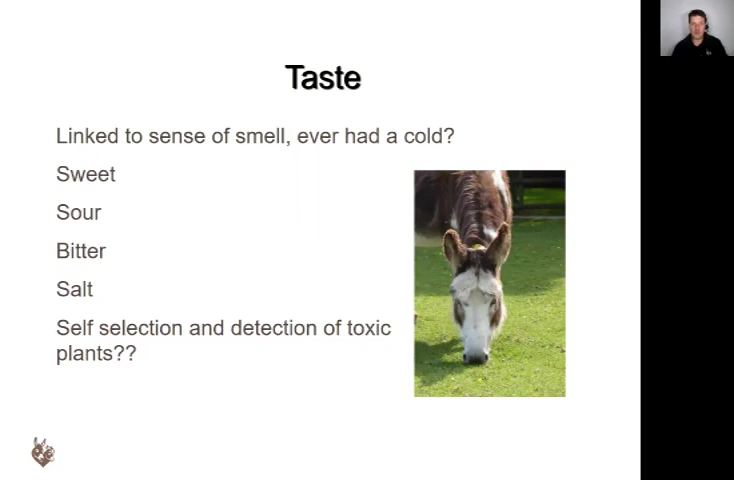 Taste
Linked to sense of smell, ever had a cold?
Sweet
Sour
Bitter
Salt
Self selection and detection of toxic
plants??